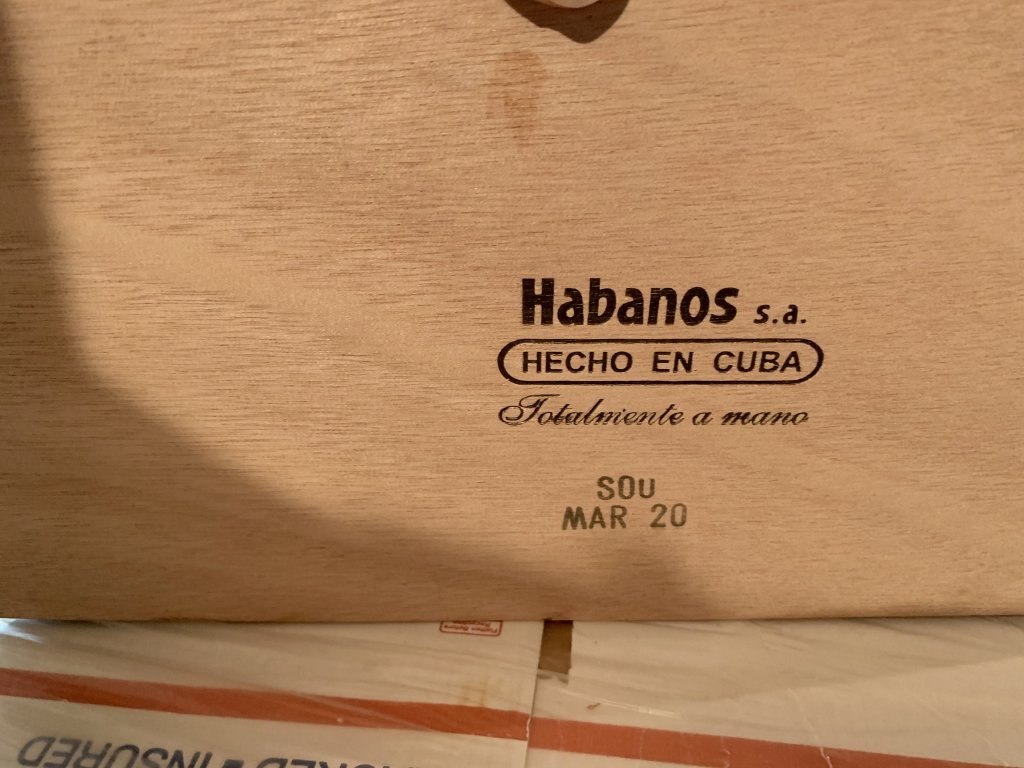 Habanos s.a.
HECHO EN CUBA
Totalmente a mano
SOU
MAR 20
INSURED